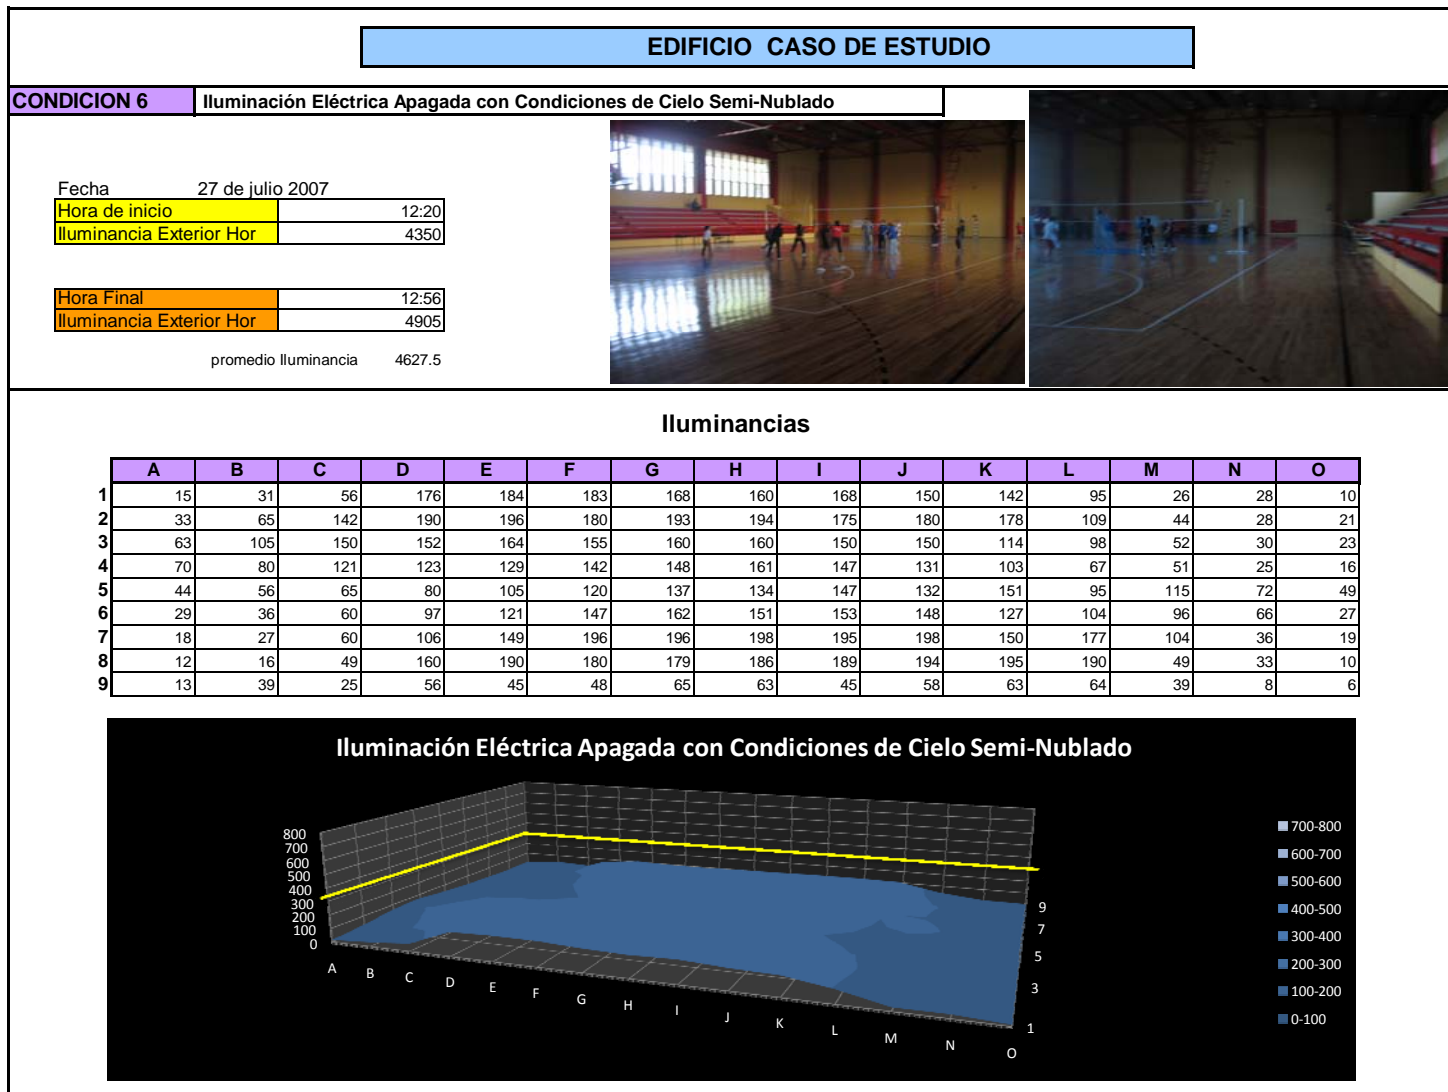 EDIFICIO CASO DE ESTUDIO
CONDICION 6 Iluminación Eléctrica Apagada con Condiciones de Cielo Semi-Nublado
Fecha 27 de julio 2007
Hora de inicio 12:20
Iluminancia Exterior Hor 4350
Hora Final 12:56
Iluminancia Exterior Hor 4905
promedio Iluminancia 4627.5
Iluminancias
A B C D E F G H I J K L M N O
1 15 31 56 176 184 183 168 160 168 150 142 95 26 28 10
2 33 65 142 190 196 180 193 194 175 180 178 109 44 28 21
3 63 105 150 152 164 155 160 160 150 150 114 98 52 30 23
4 70 80 121 123 129 142 148 161 147 131 103 67 51 25 16
5 44 56 65 80 105 120 137 134 147 132 151 95 115 72 49
6 29 36 60 97 121 147 162 151 153 148 127 104 96 66 27
7 18 27 60 106 149 196 196 198 195 198 150 177 104 36 19
8 12 16 49 160 190 180 179 186 189 194 195 190 49 33 10
9 13 39 25 56 45 48 65 63 45 58 63 64 39 8 6
Iluminación Eléctrica Apagada con Condiciones de Cielo Semi-Nublado
800
700
600
500
400
300
200
100
0
A B C D E F G H I J K L M N O
9
7
5
3
1
700-800
600-700
500-600
400-500
300-400
200-300
100-200
0-100